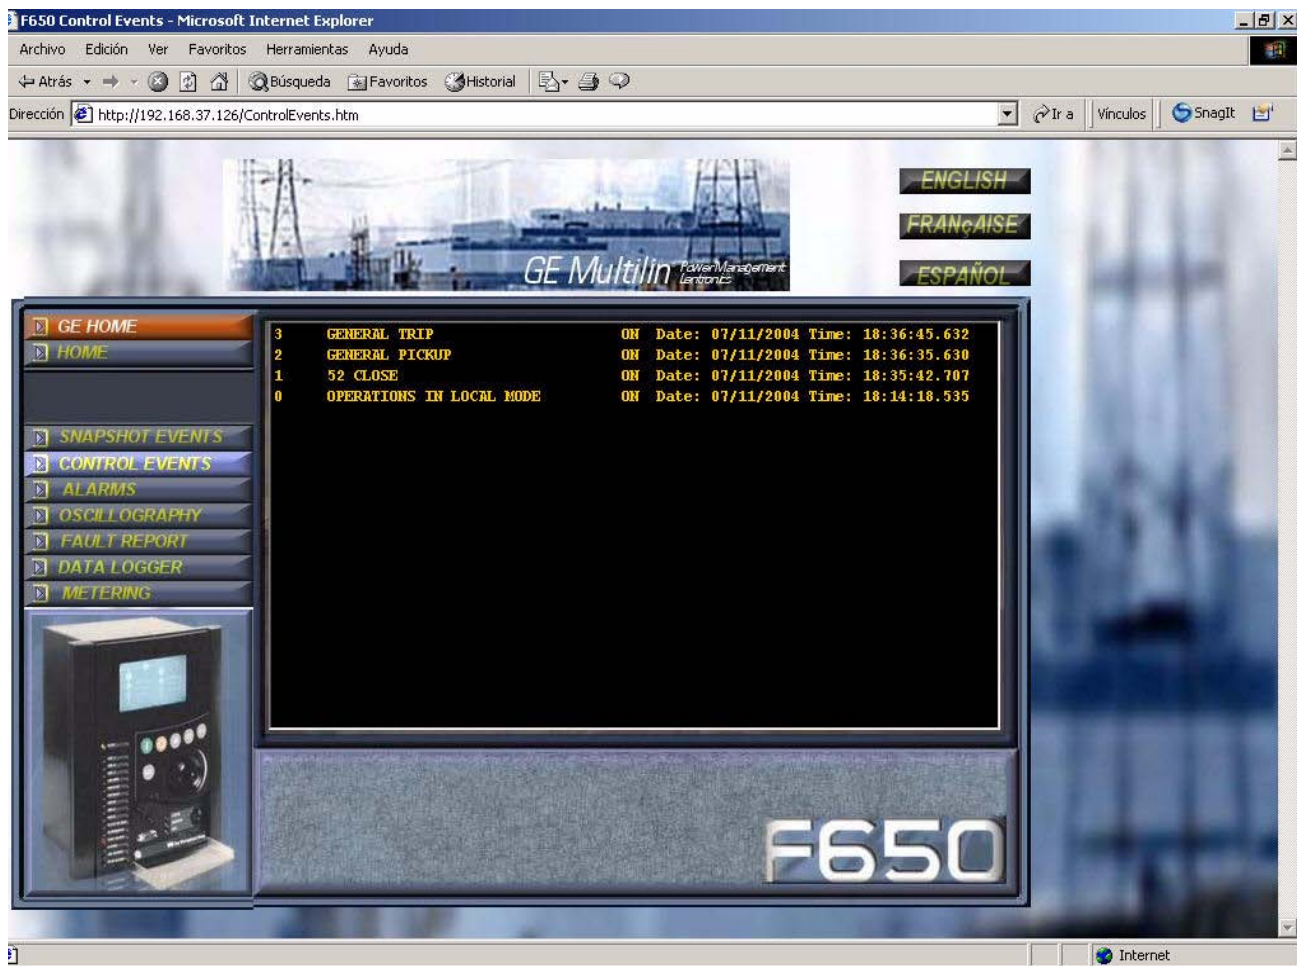 F650 Control Events - Microsoft Internet Explorer
Archivo Edición Ver Favoritos Herramientas Ayuda
Atrás Búsqueda Favoritos Historial
Dirección http://192.168.37.126/ControlEvents.htm Ir a Vínculos SnagIt
ENGLISH
FRANçAISE
ESPAÑOL
GE Multilin PowerManagement
Lentronics
GE HOME
HOME
SNAPSHOT EVENTS
CONTROL EVENTS
ALARMS
OSCILLOGRAPHY
FAULT REPORT
DATA LOGGER
METERING
3 GENERAL TRIP ON Date: 07/11/2004 Time: 18:36:45.632
2 GENERAL PICKUP ON Date: 07/11/2004 Time: 18:36:35.630
1 52 CLOSE ON Date: 07/11/2004 Time: 18:35:42.707
0 OPERATIONS IN LOCAL MODE ON Date: 07/11/2004 Time: 18:14:18.535
F650
Internet